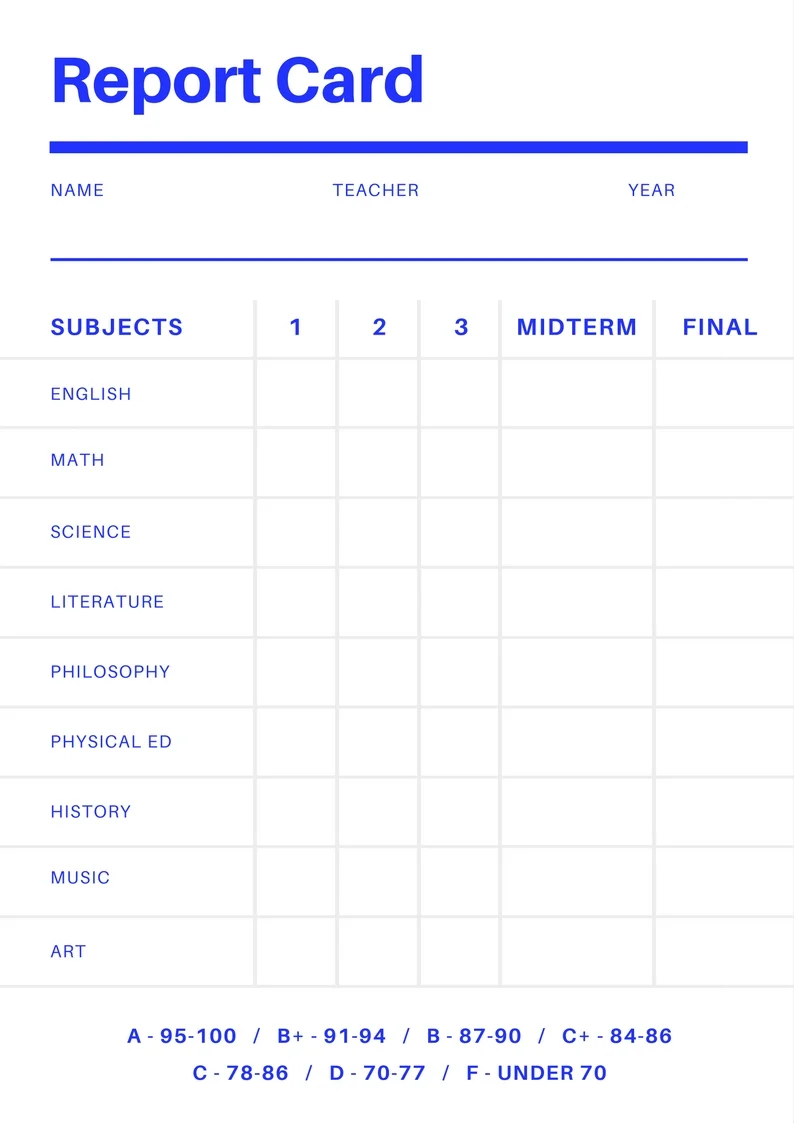 Report Card
NAME TEACHER YEAR
SUBJECTS 1 2 3 MIDTERM FINAL
ENGLISH
MATH
SCIENCE
LITERATURE
PHILOSOPHY
PHYSICAL ED
HISTORY
MUSIC
ART
A - 95-100 / B+ - 91-94 / B - 87-90 / C+ - 84-86
C - 78-86 / D - 70-77 / F - UNDER 70